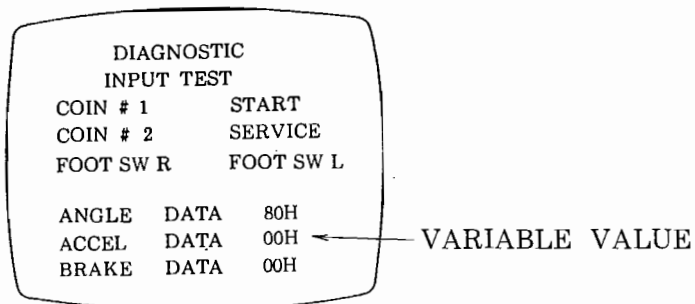 DIAGNOSTIC
INPUT TEST
COIN # 1 START
COIN # 2 SERVICE
FOOT SW R FOOT SW L
ANGLE DATA 80H
ACCEL DATA 00H VARIABLE VALUE
BRAKE DATA 00H